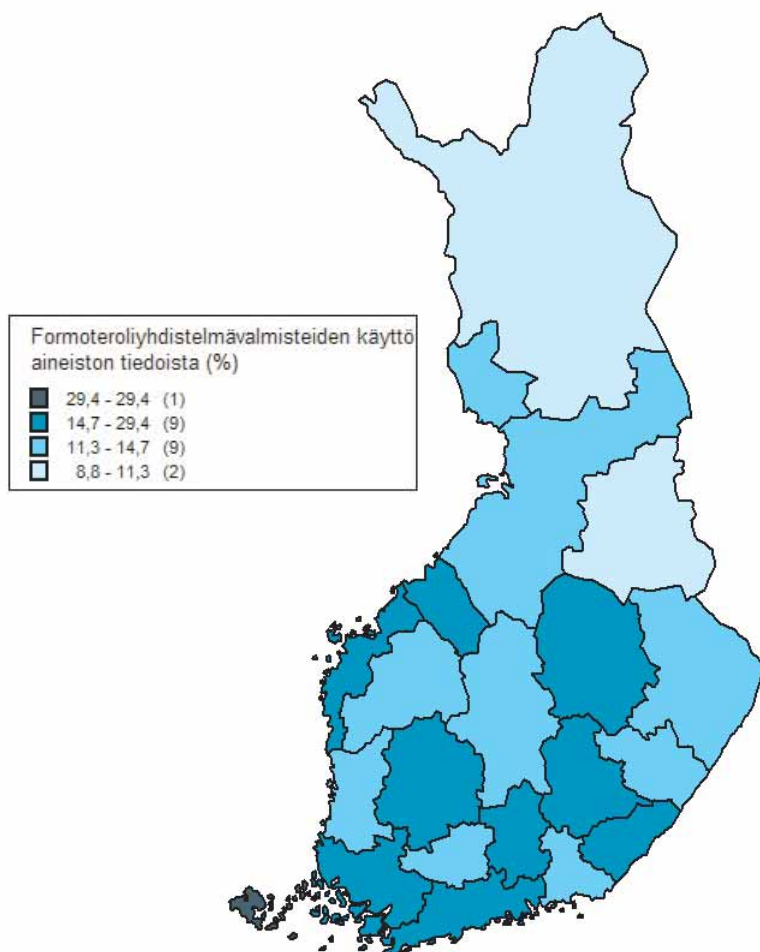 Formoteroliyhdistelmävalmisteiden käyttö
aineiston tiedoista (%)
29,4 - 29,4 (1)
14,7 - 29,4 (9)
11,3 - 14,7 (9)
8,8 - 11,3 (2)